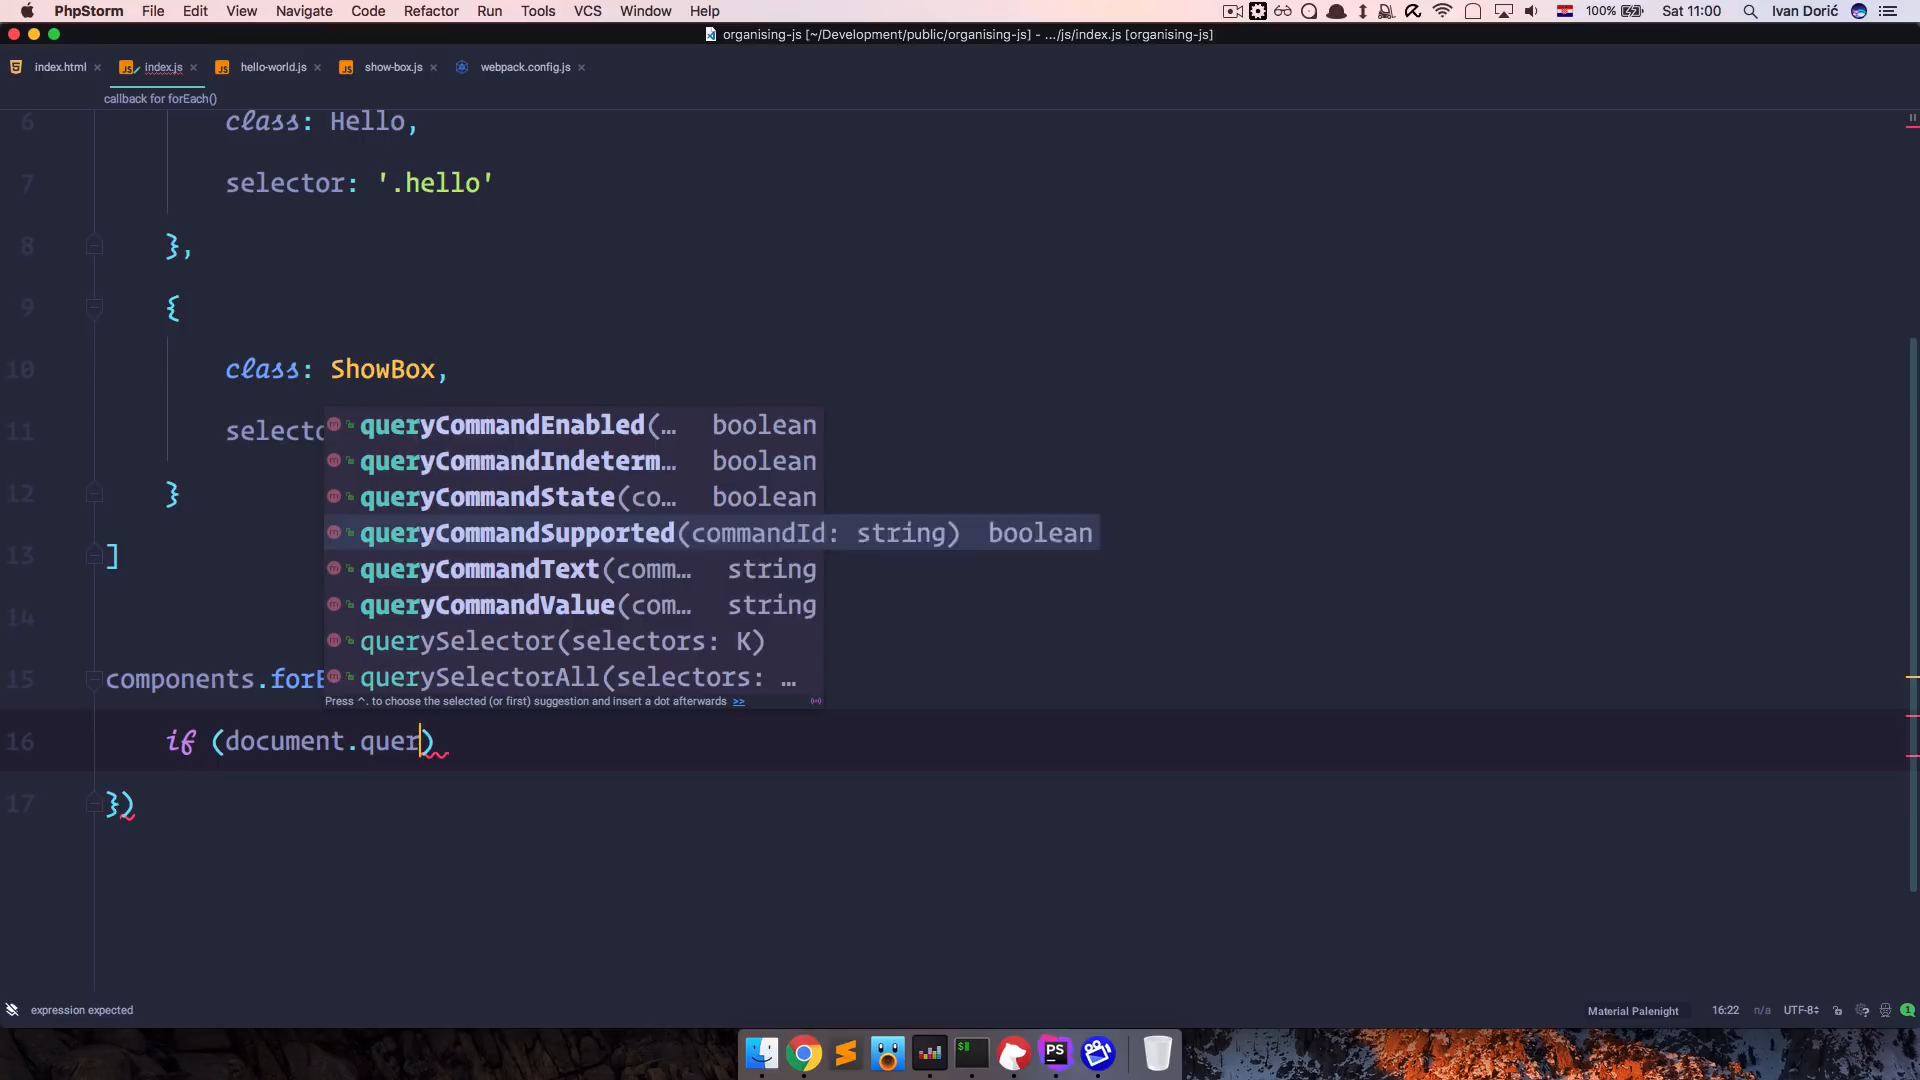 PhpStorm File Edit View Navigate Code Refactor Run Tools VCS Window Help 100% Sat 11:00 Ivan Dorić
organising-js [~/Development/public/organising-js] - .../js/index.js [organising-js]
index.html index.js hello-world.js show-box.js webpack.config.js
callback for forEach()
6 class: Hello,
7 selector: '.hello'
8 },
9 {
10 class: ShowBox,
11 selecto
queryCommandEnabled(… boolean
queryCommandIndeterm… boolean
queryCommandState(co… boolean
queryCommandSupported(commandId: string) boolean
queryCommandText(comm… string
queryCommandValue(com… string
querySelector(selectors: K)
querySelectorAll(selectors: …
Press ^. to choose the selected (or first) suggestion and insert a dot afterwards >>
12 }
13 ]
14
15 components.forE
16 if (document.quer)
17 })
expression expected Material Palenight 16:22 n/a UTF-8 1